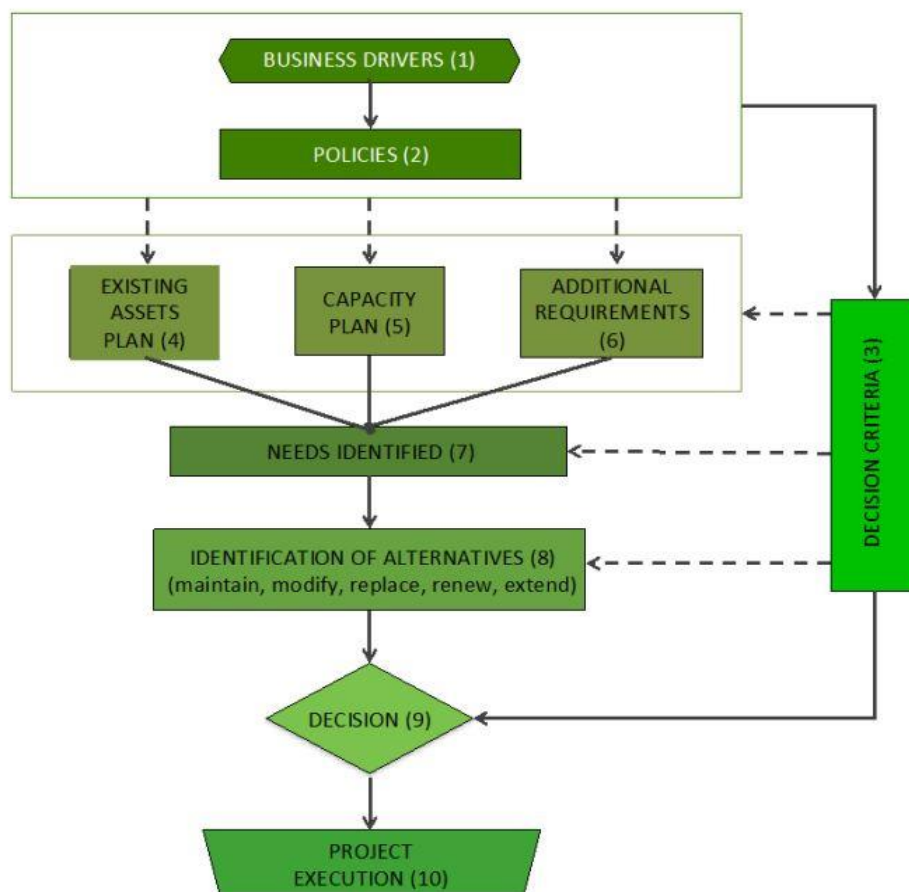 BUSINESS DRIVERS (1)
POLICIES (2)
EXISTING
ASSETS
PLAN (4)
CAPACITY
PLAN (5)
ADDITIONAL
REQUIREMENTS
(6)
DECISION CRITERIA (3)
NEEDS IDENTIFIED (7)
IDENTIFICATION OF ALTERNATIVES (8)
(maintain, modify, replace, renew, extend)
DECISION (9)
PROJECT
EXECUTION (10)